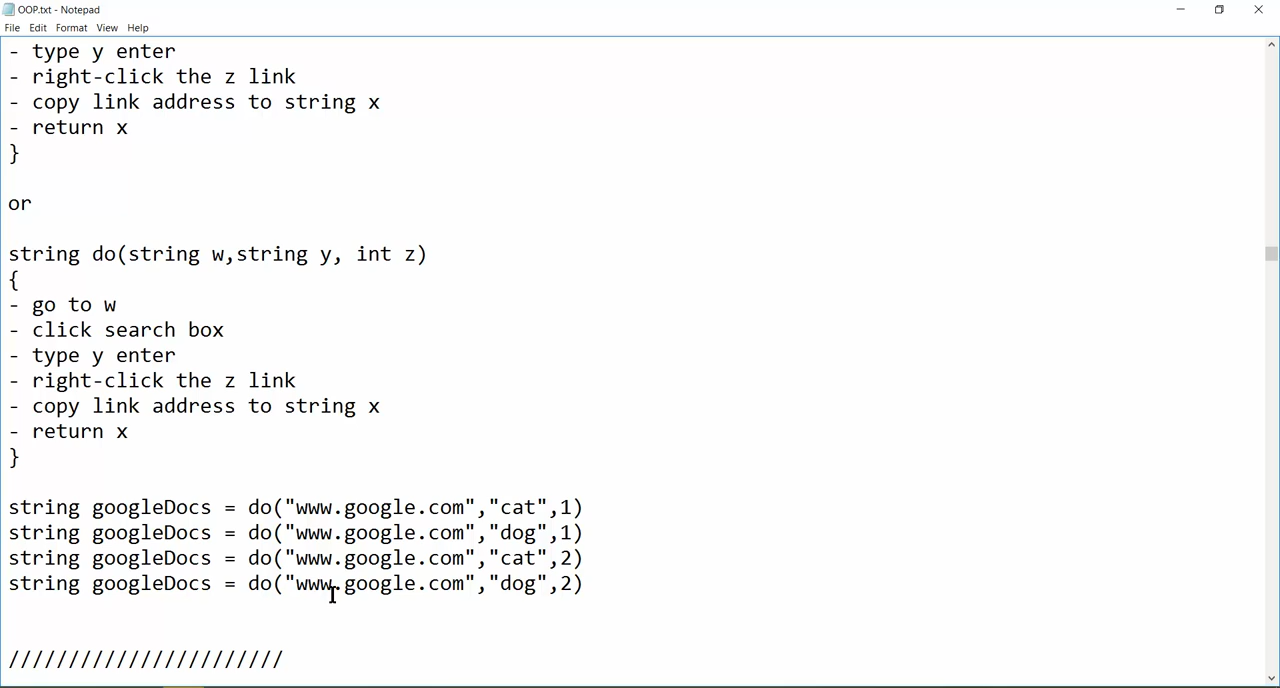 OOP.txt - Notepad
File Edit Format View Help
- type y enter
- right-click the z link
- copy link address to string x
- return x
}
or
string do(string w,string y, int z)
{
- go to w
- click search box
- type y enter
- right-click the z link
- copy link address to string x
- return x
}
string googleDocs = do("www.google.com","cat",1)
string googleDocs = do("www.google.com","dog",1)
string googleDocs = do("www.google.com","cat",2)
string googleDocs = do("www.google.com","dog",2)
///////////////////////